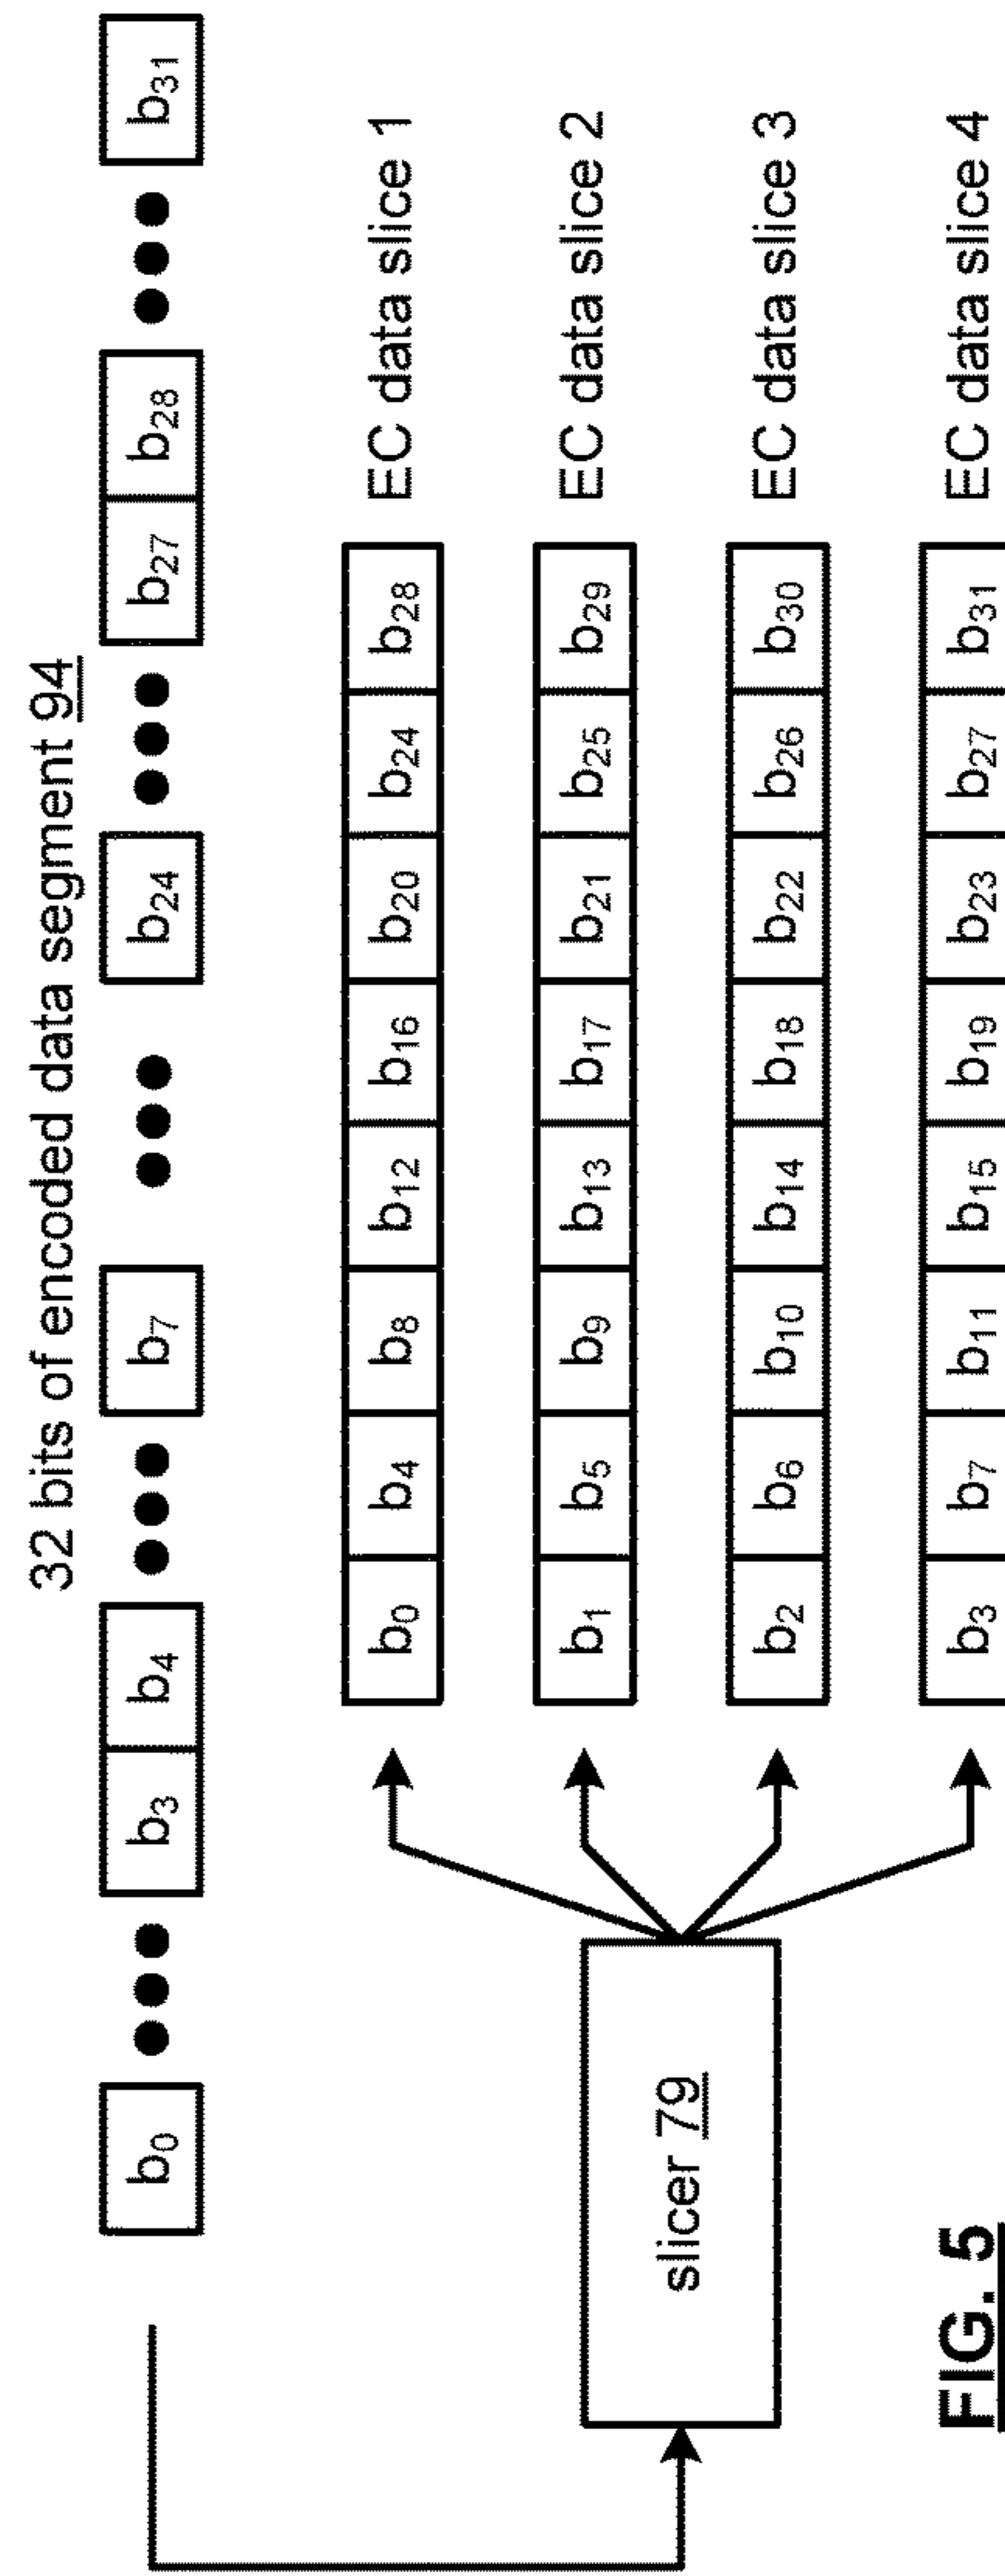 32 bits of encoded data segment 94
b0 ●●● b3 b4 ●●● b7 ●●● b24 ●●● b27 b28 ●●● b31
b0 b4 b8 b12 b16 b20 b24 b28 EC data slice 1
b1 b5 b9 b13 b17 b21 b25 b29 EC data slice 2
slicer 79
b2 b6 b10 b14 b18 b22 b26 b30 EC data slice 3
b3 b7 b11 b15 b19 b23 b27 b31 EC data slice 4
FIG. 5